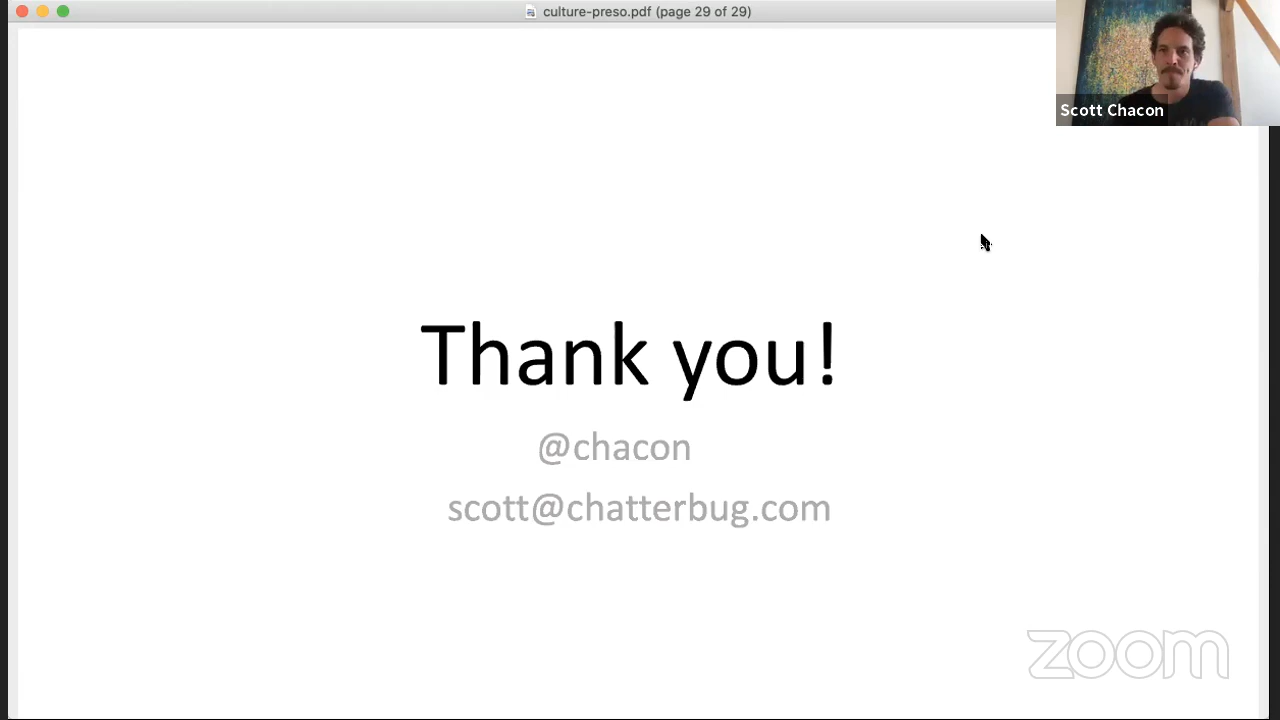 culture-preso.pdf (page 29 of 29)
Scott Chacon
Thank you!
@chacon
scott@chatterbug.com
zoom